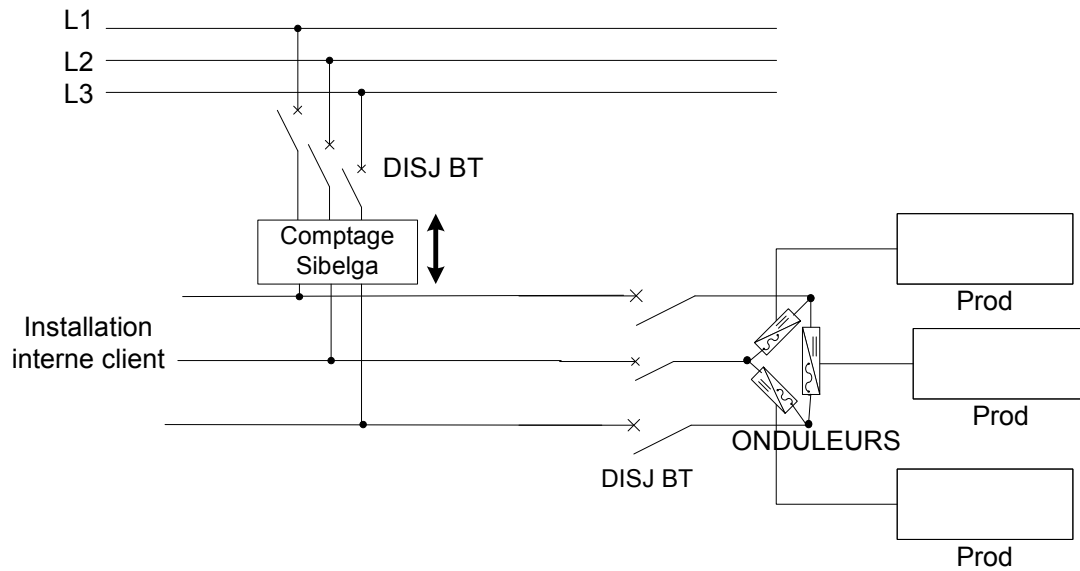 L1
L2
L3
DISJ BT
Comptage
Sibelga
Installation
interne client
Prod
Prod
ONDULEURS
DISJ BT
Prod